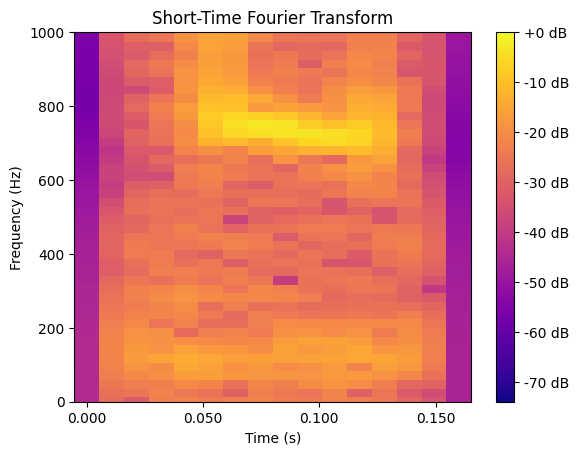 Short-Time Fourier Transform
1000
800
600
400
200
0
Frequency (Hz)
0.000
0.050
0.100
0.150
Time (s)
+0 dB
-10 dB
-20 dB
-30 dB
-40 dB
-50 dB
-60 dB
-70 dB